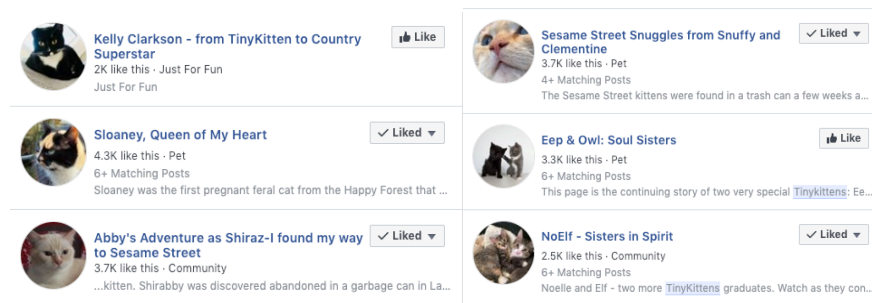 Kelly Clarkson - from TinyKitten to Country
Superstar
Like
2K like this · Just For Fun
Just For Fun
Sloaney, Queen of My Heart
Liked
4.3K like this · Pet
6+ Matching Posts
Sloaney was the first pregnant feral cat from the Happy Forest that ...
Abby's Adventure as Shiraz-I found my way
to Sesame Street
Liked
3.7K like this · Community
...kitten. Shirabby was discovered abandoned in a garbage can in La...
Sesame Street Snuggles from Snuffy and
Clementine
Liked
3.7K like this · Pet
4+ Matching Posts
The Sesame Street kittens were found in a trash can a few weeks a...
Eep & Owl: Soul Sisters
Like
3.3K like this · Pet
6+ Matching Posts
This page is the continuing story of two very special Tinykittens: Ee...
NoElf - Sisters in Spirit
Liked
2.5K like this · Community
6+ Matching Posts
Noelle and Elf - two more TinyKittens graduates. Watch as they con...